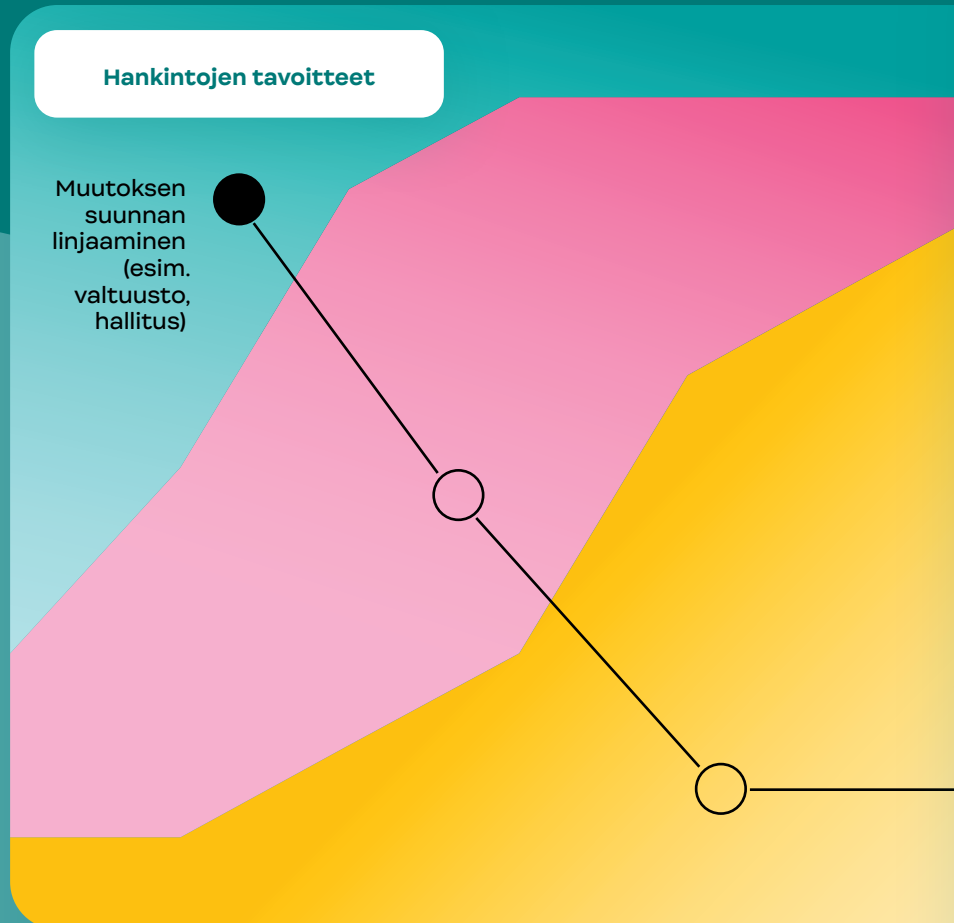 Hankintojen tavoitteet
Muutoksen
suunnan
linjaaminen
(esim.
valtuusto,
hallitus)